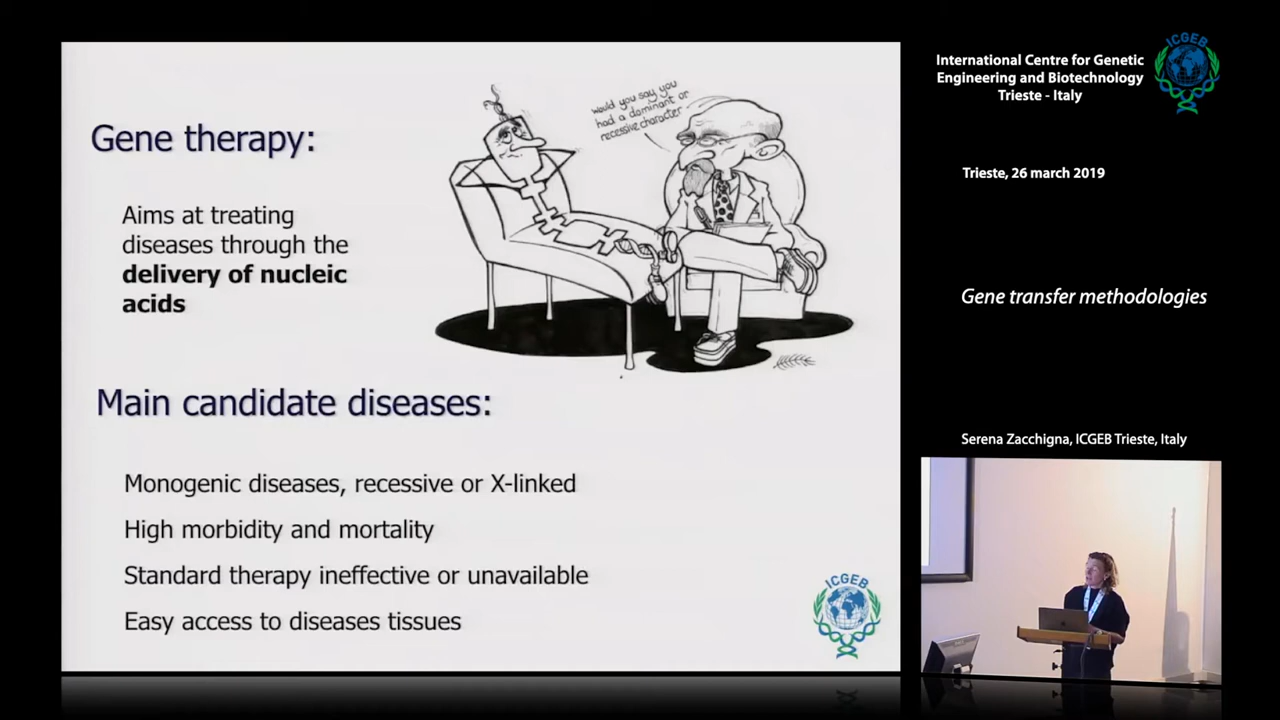 Gene therapy:
Aims at treating
diseases through the
delivery of nucleic
acids
would you say you
had a dominant or
recessive character
Main candidate diseases:
Monogenic diseases, recessive or X-linked
High morbidity and mortality
Standard therapy ineffective or unavailable
Easy access to diseases tissues
ICGEB
International Centre for Genetic
Engineering and Biotechnology
Trieste - Italy
ICGEB
Trieste, 26 march 2019
Gene transfer methodologies
Serena Zacchigna, ICGEB Trieste, Italy